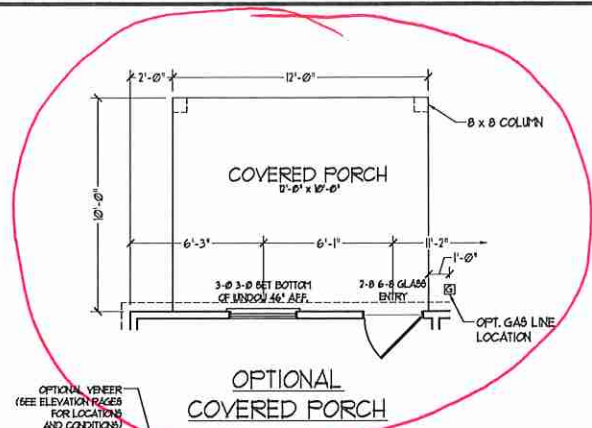 2'-0"
12'-0"
8 x 8 COLUMN
COVERED PORCH
12'-0" x 10'-0"
10'-0"
6'-3"
6'-1"
11'-2"
1'-0"
3-0 3-0 SET BOTTOM
OF WINDOW 46" AFF.
2-8 6-8 GLASS
ENTRY
G
OPT. GAS LINE
LOCATION
OPTIONAL
COVERED PORCH
OPTIONAL VENEER
(SEE ELEVATION PAGES
FOR LOCATIONS
AND CONDITIONS)